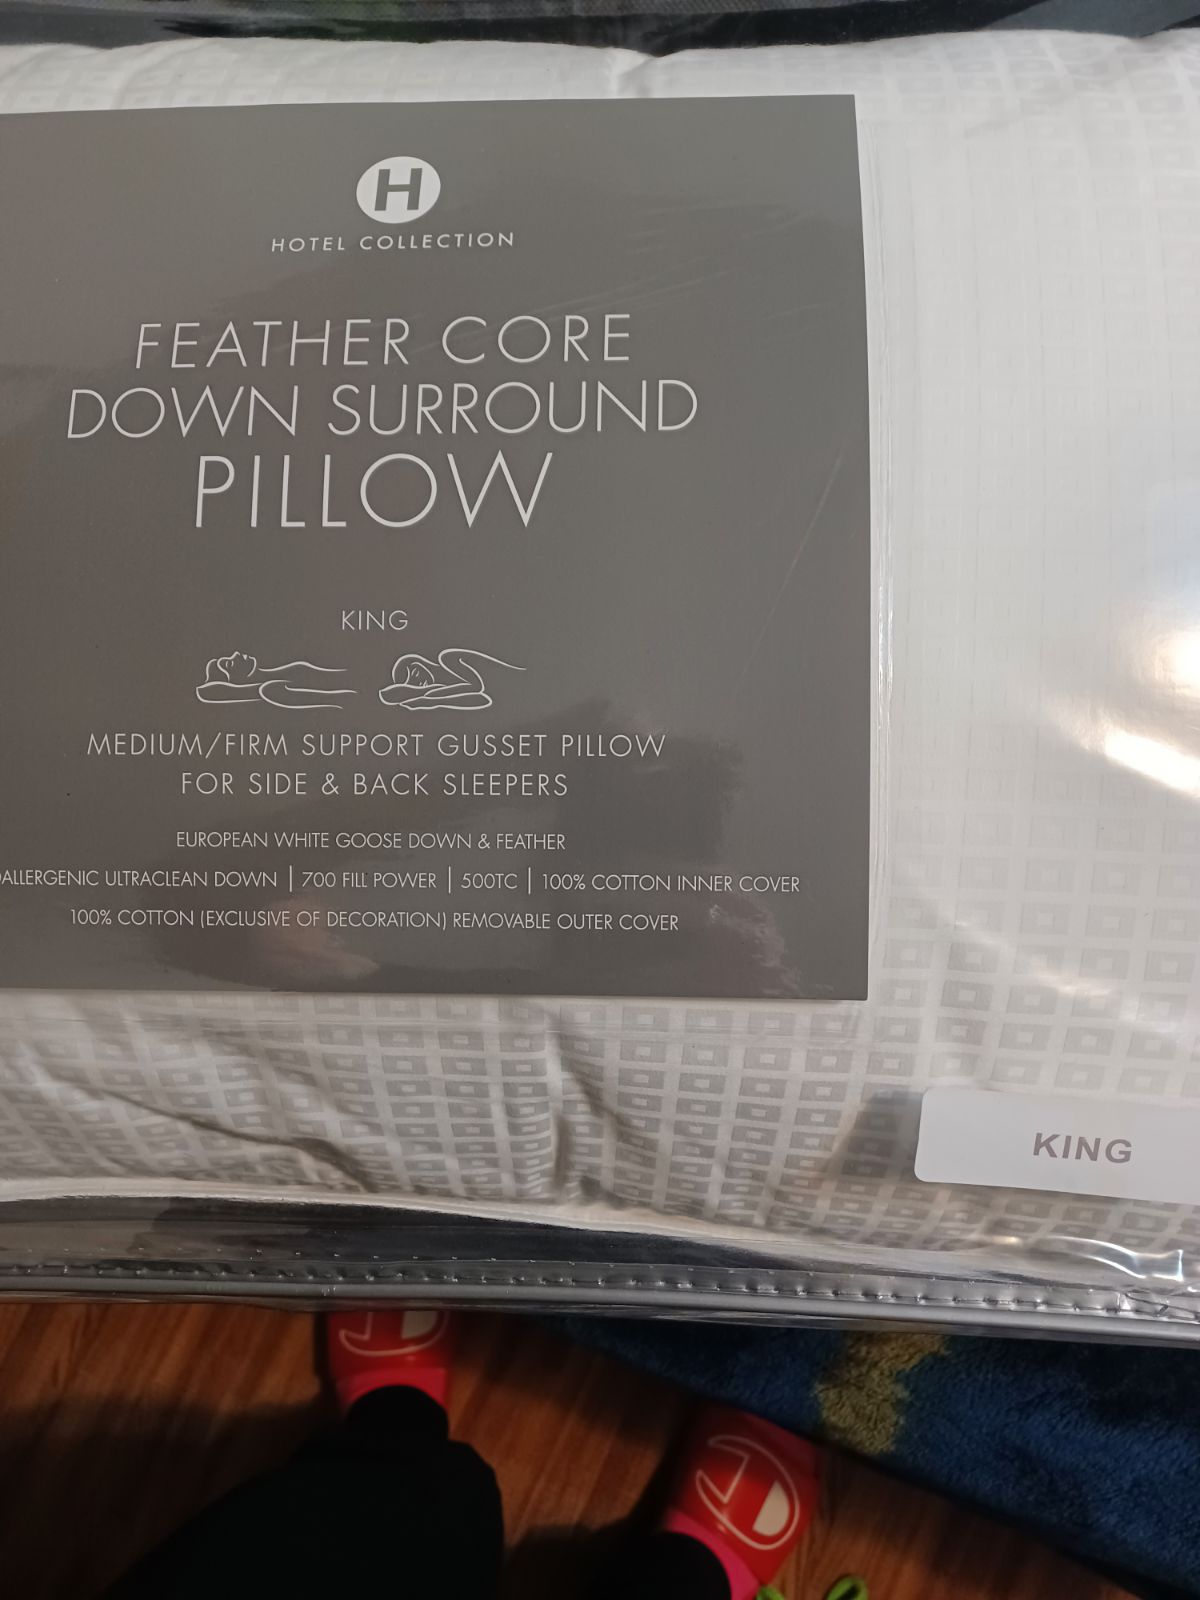 H
HOTEL COLLECTION
FEATHER CORE
DOWN SURROUND
PILLOW
KING
MEDIUM/FIRM SUPPORT GUSSET PILLOW
FOR SIDE & BACK SLEEPERS
EUROPEAN WHITE GOOSE DOWN & FEATHER
ALLERGENIC ULTRACLEAN DOWN | 700 FILL POWER | 500TC | 100% COTTON INNER COVER
100% COTTON (EXCLUSIVE OF DECORATION) REMOVABLE OUTER COVER
KING